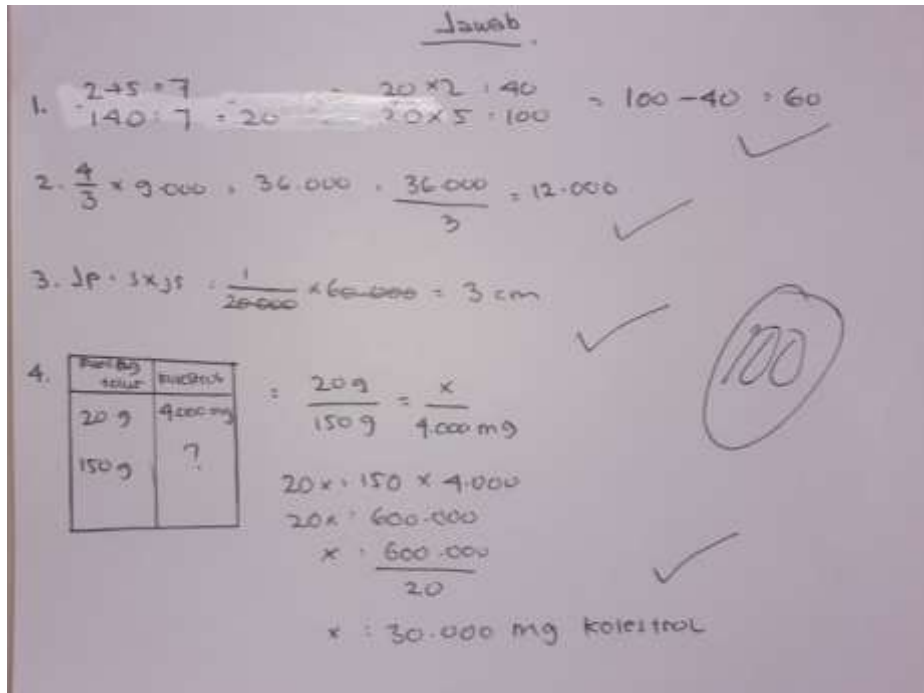 Jawab
1. 2+5 = 7 = 20 x 2 : 40 = 100 - 40 : 60
140 : 7 = 20 20 x 5 : 100
2. 4/3 x 9.000 = 36.000 = 36.000/3 = 12.000
3. Jp = s x js = 1/20.000 x 60.000 = 3 cm
4. kuning telur
20 g 4.000 mg = 20 g/150 g = x/4.000 mg
150 g ?
20x = 150 x 4.000
20x = 600.000
x = 600.000/20
x = 30.000 mg kolestrol
100